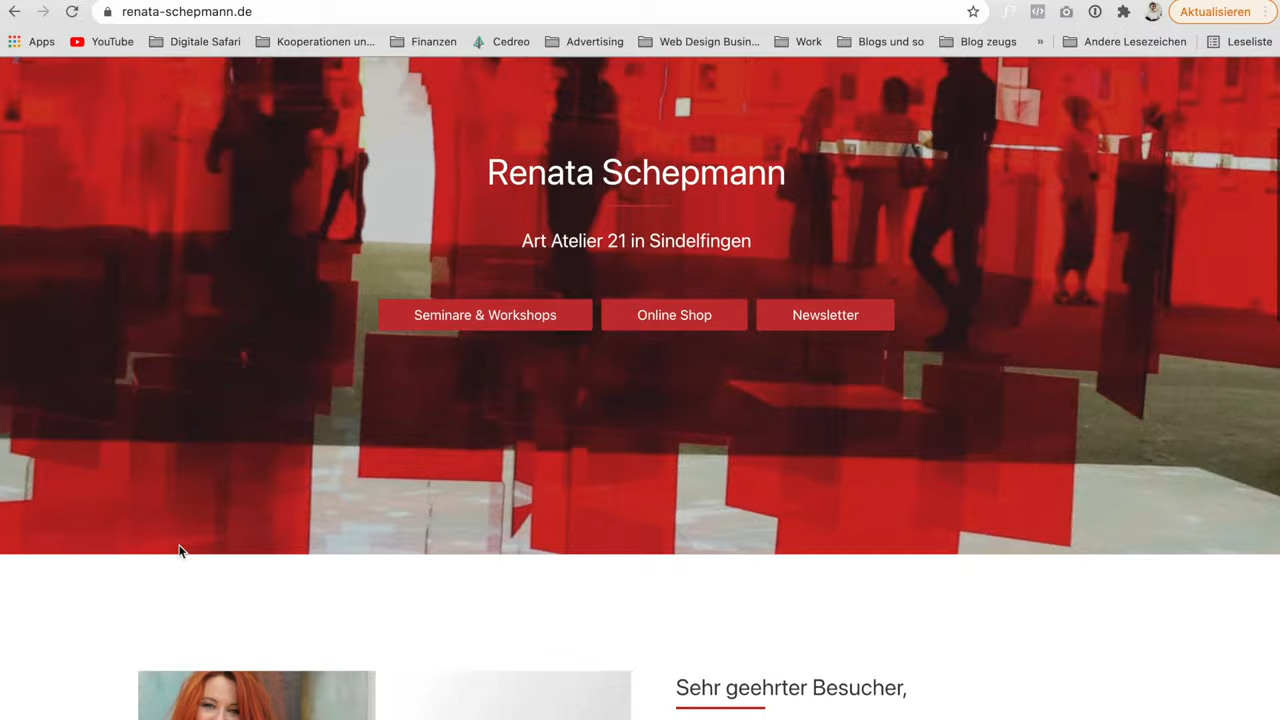 renata-schepmann.de
Aktualisieren
Apps YouTube Digitale Safari Kooperationen un... Finanzen Cedreo Advertising Web Design Busin... Work Blogs und so Blog zeugs » Andere Lesezeichen Leseliste
Renata Schepmann
Art Atelier 21 in Sindelfingen
Seminare & Workshops Online Shop Newsletter
Sehr geehrter Besucher,